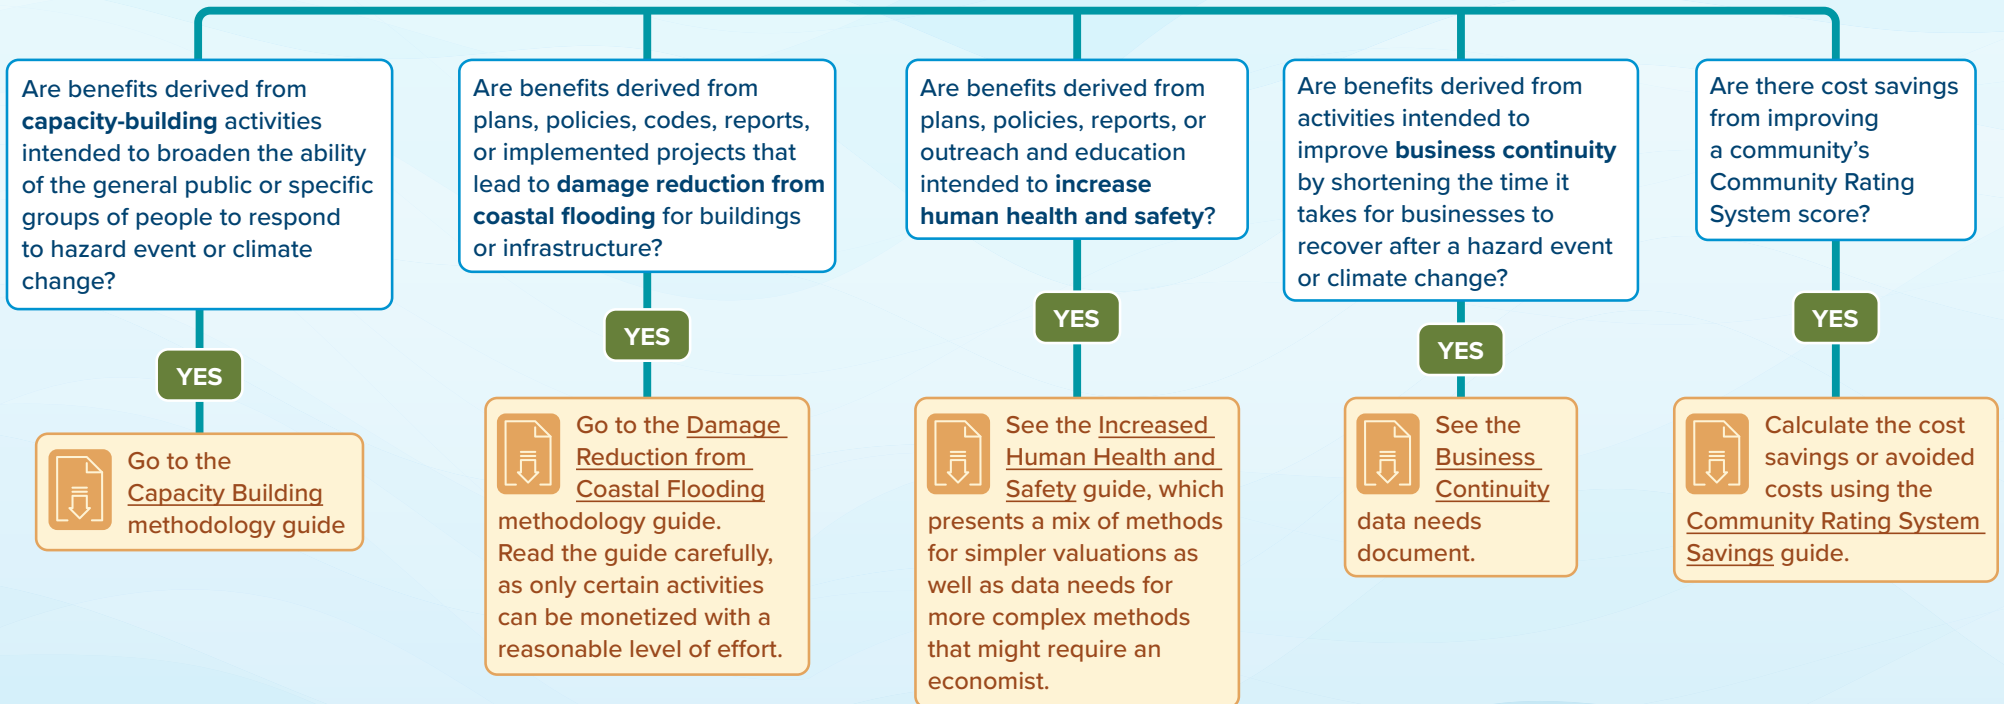 Are benefits derived from
capacity-building activities
intended to broaden the ability
of the general public or specific
groups of people to respond
to hazard event or climate
change?
YES
Go to the
Capacity Building
methodology guide
Are benefits derived from
plans, policies, codes, reports,
or implemented projects that
lead to damage reduction from
coastal flooding for buildings
or infrastructure?
YES
Go to the Damage
Reduction from
Coastal Flooding
methodology guide.
Read the guide carefully,
as only certain activities
can be monetized with a
reasonable level of effort.
Are benefits derived from
plans, policies, reports, or
outreach and education
intended to increase
human health and safety?
YES
See the Increased
Human Health and
Safety guide, which
presents a mix of methods
for simpler valuations as
well as data needs for
more complex methods
that might require an
economist.
Are benefits derived from
activities intended to
improve business continuity
by shortening the time it
takes for businesses to
recover after a hazard event
or climate change?
YES
See the
Business
Continuity
data needs
document.
Are there cost savings
from improving
a community’s
Community Rating
System score?
YES
Calculate the cost
savings or avoided
costs using the
Community Rating System
Savings guide.